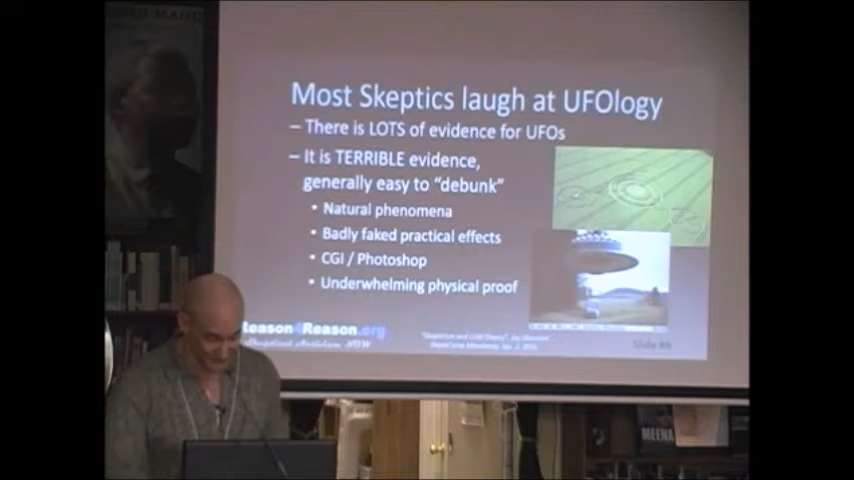 Most Skeptics laugh at UFOlogy
– There is LOTS of evidence for UFOs
– It is TERRIBLE evidence,
generally easy to "debunk"
• Natural phenomena
• Badly faked practical effects
• CGI / Photoshop
• Underwhelming physical proof
Reason4Reason.org
MEENA